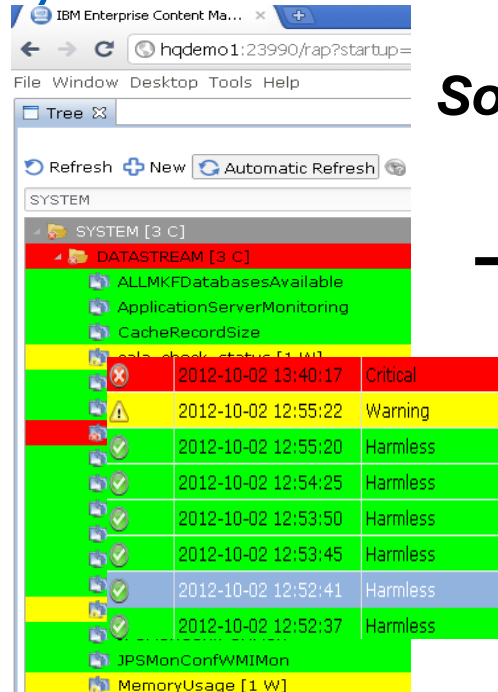 IBM Enterprise Content Ma...
hqdemo1:23990/rap?startup=
File Window Desktop Tools Help
So
Tree
Refresh New Automatic Refresh
SYSTEM
SYSTEM [3 C]
DATASTREAM [3 C]
ALLMKFDatabasesAvailable
ApplicationServerMonitoring
CacheRecordSize
cala_check_status [1 W]
2012-10-02 13:40:17 Critical
2012-10-02 12:55:22 Warning
2012-10-02 12:55:20 Harmless
2012-10-02 12:54:25 Harmless
2012-10-02 12:53:50 Harmless
2012-10-02 12:53:45 Harmless
2012-10-02 12:52:41 Harmless
2012-10-02 12:52:37 Harmless
JPSMonConfWMIMon
MemoryUsage [1 W]